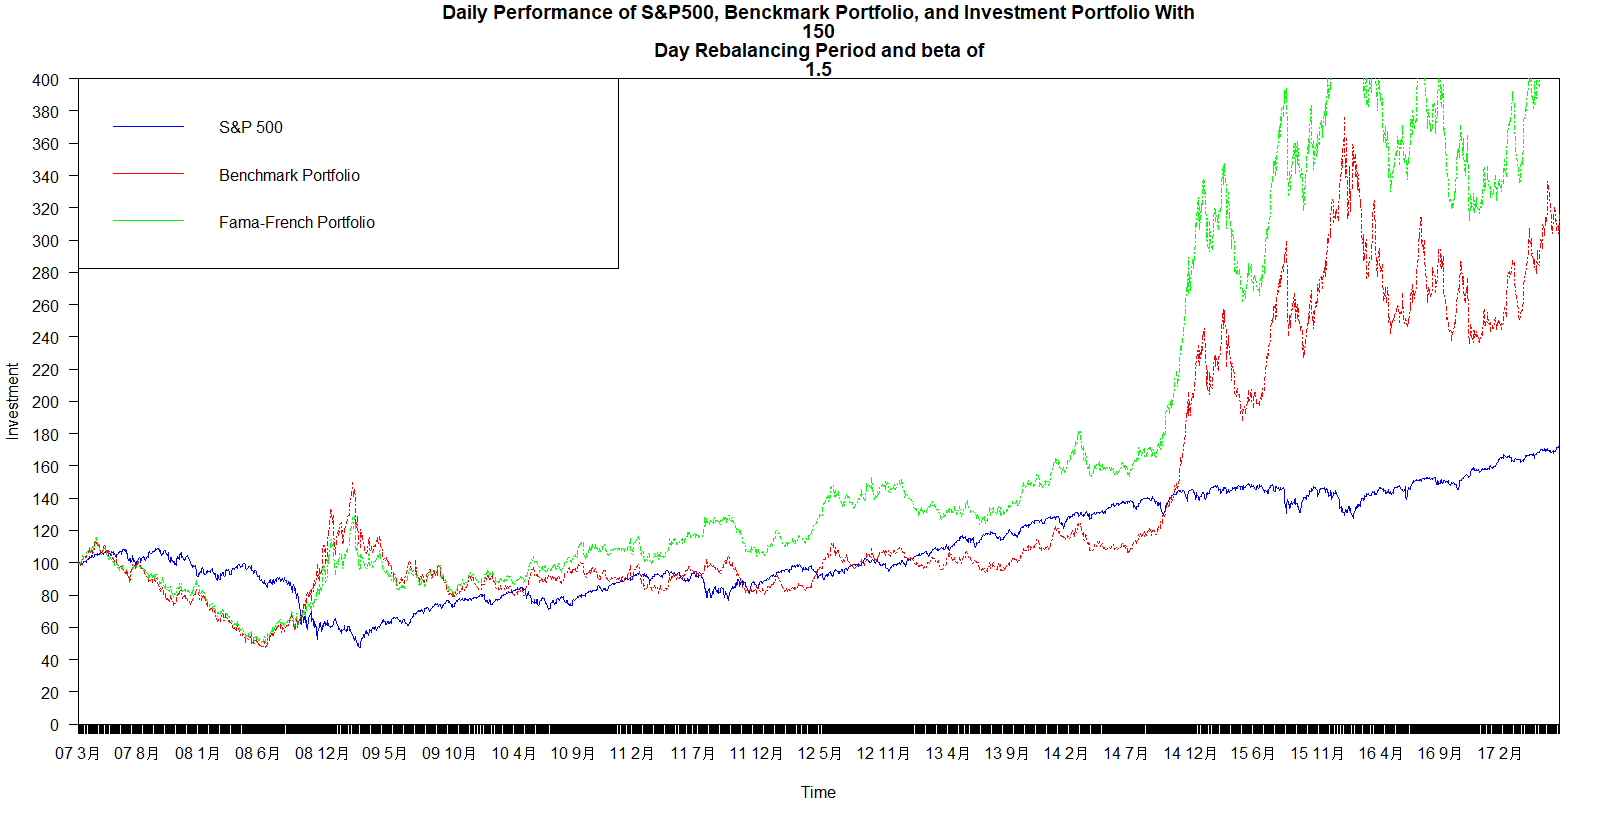 Daily Performance of S&P500, Benckmark Portfolio, and Investment Portfolio With
150
Day Rebalancing Period and beta of
1.5
400
380
360
340
320
300
280
260
240
220
200
180
160
140
120
100
80
60
40
20
0
S&P 500
Benchmark Portfolio
Fama-French Portfolio
Investment
07 3月 07 8月 08 1月 08 6月 08 12月 09 5月 09 10月 10 4月 10 9月 11 2月 11 7月 11 12月 12 5月 12 11月 13 4月 13 9月 14 2月 14 7月 14 12月 15 6月 15 11月 16 4月 16 9月 17 2月
Time